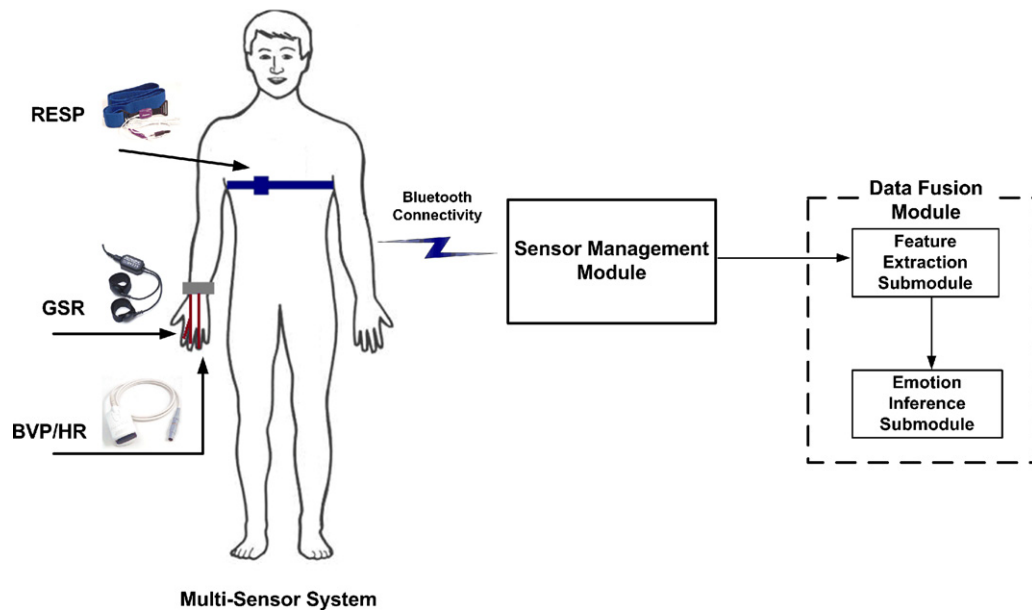 RESP
GSR
BVP/HR
Bluetooth
Connectivity
Sensor Management
Module
Data Fusion
Module
Feature
Extraction
Submodule
Emotion
Inference
Submodule
Multi-Sensor System